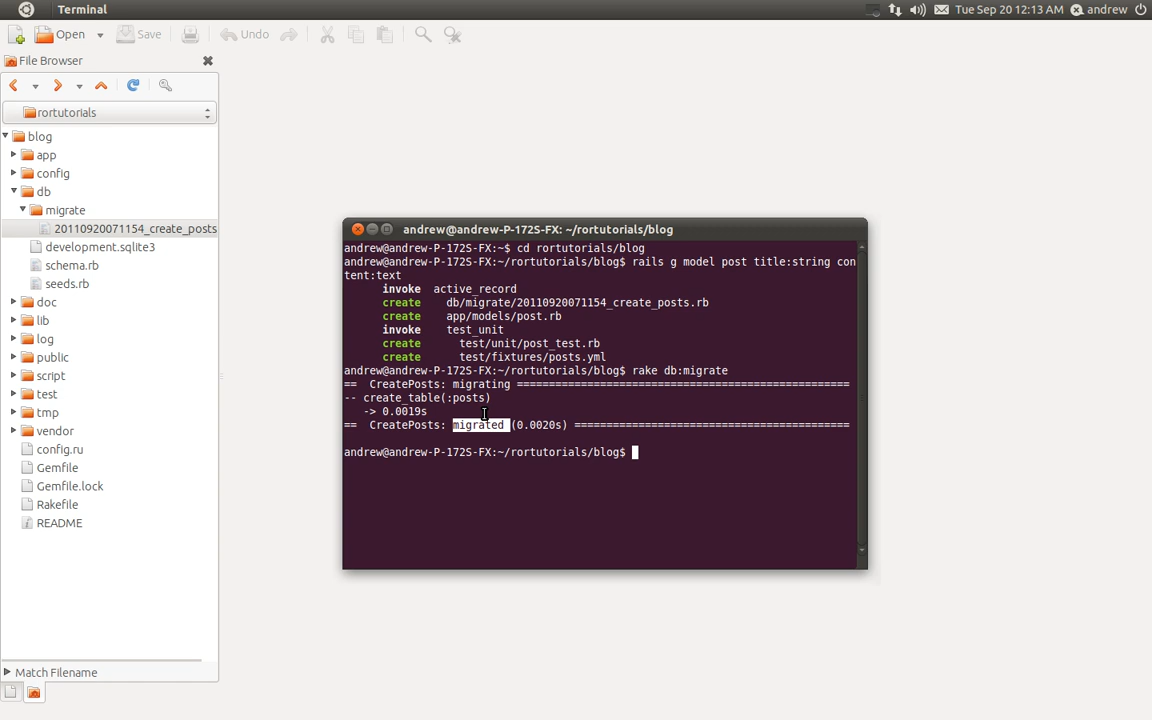 Terminal
Tue Sep 20 12:13 AM
andrew
Open
Save
Undo
File Browser
rortutorials
blog
app
config
db
migrate
20110920071154_create_posts
development.sqlite3
schema.rb
seeds.rb
doc
lib
log
public
script
test
tmp
vendor
config.ru
Gemfile
Gemfile.lock
Rakefile
README
Match Filename
andrew@andrew-P-172S-FX: ~/rortutorials/blog
andrew@andrew-P-172S-FX:~$ cd rortutorials/blog
andrew@andrew-P-172S-FX:~/rortutorials/blog$ rails g model post title:string con
tent:text
invoke active_record
create db/migrate/20110920071154_create_posts.rb
create app/models/post.rb
invoke test_unit
create test/unit/post_test.rb
create test/fixtures/posts.yml
andrew@andrew-P-172S-FX:~/rortutorials/blog$ rake db:migrate
== CreatePosts: migrating ====================================================
-- create_table(:posts)
-> 0.0019s
== CreatePosts: migrated (0.0020s) ===========================================
andrew@andrew-P-172S-FX:~/rortutorials/blog$